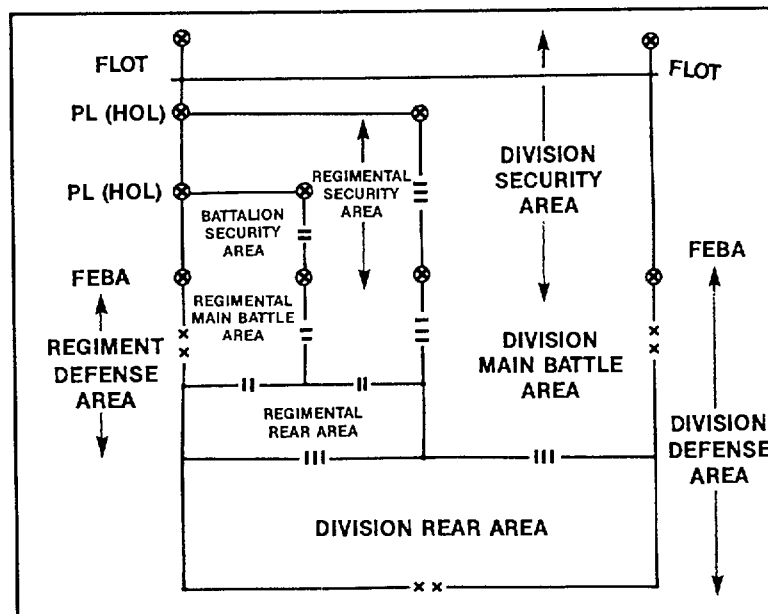 FLOT
FLOT
PL (HOL)
PL (HOL)
REGIMENTAL
SECURITY
AREA
DIVISION
SECURITY
AREA
BATTALION
SECURITY
AREA
FEBA
FEBA
REGIMENTAL
MAIN BATTLE
AREA
REGIMENT
DEFENSE
AREA
DIVISION
MAIN BATTLE
AREA
REGIMENTAL
REAR AREA
DIVISION
DEFENSE
AREA
DIVISION REAR AREA